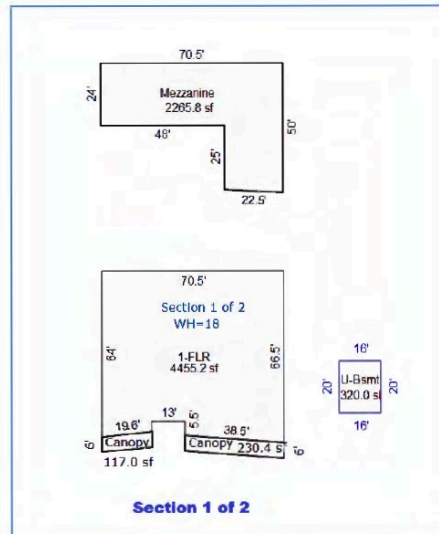 70.5'
24'
Mezzanine
2265.8 sf
50'
48'
25'
22.5'
70.5'
Section 1 of 2
WH=18
64'
1-FLR
4455.2 sf
66.5'
16'
20'
U-Bsmt
320.0 sf
20'
16'
19.6'
13'
5.5'
38.5'
6'
Canopy
117.0 sf
Canopy 230.4 s
6'
Section 1 of 2